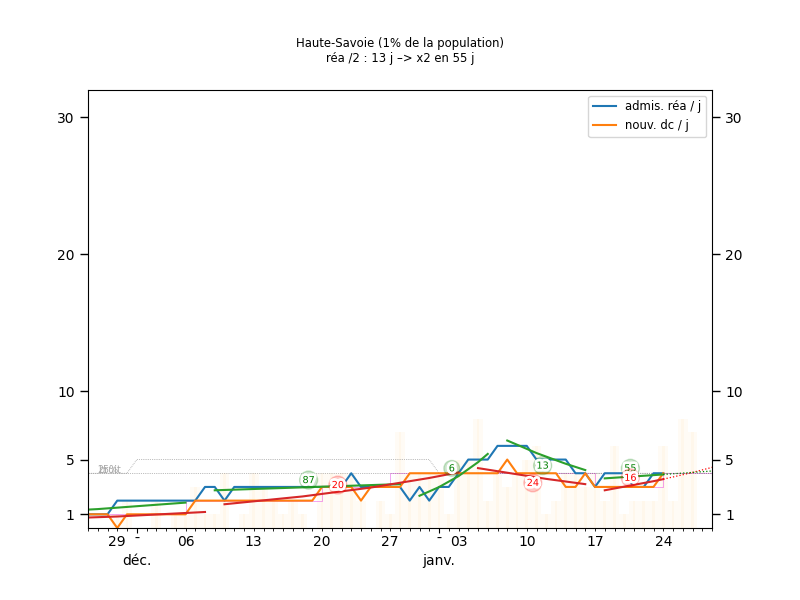 Haute-Savoie (1% de la population)
réa /2 : 13 j –> x2 en 55 j
admis. réa / j
nouv. dc / j
30 30
20 20
10 10
5 5
1 1
87 20 6 13 24 55 16
29 06 13 20 27 03 10 17 24
déc. janv.